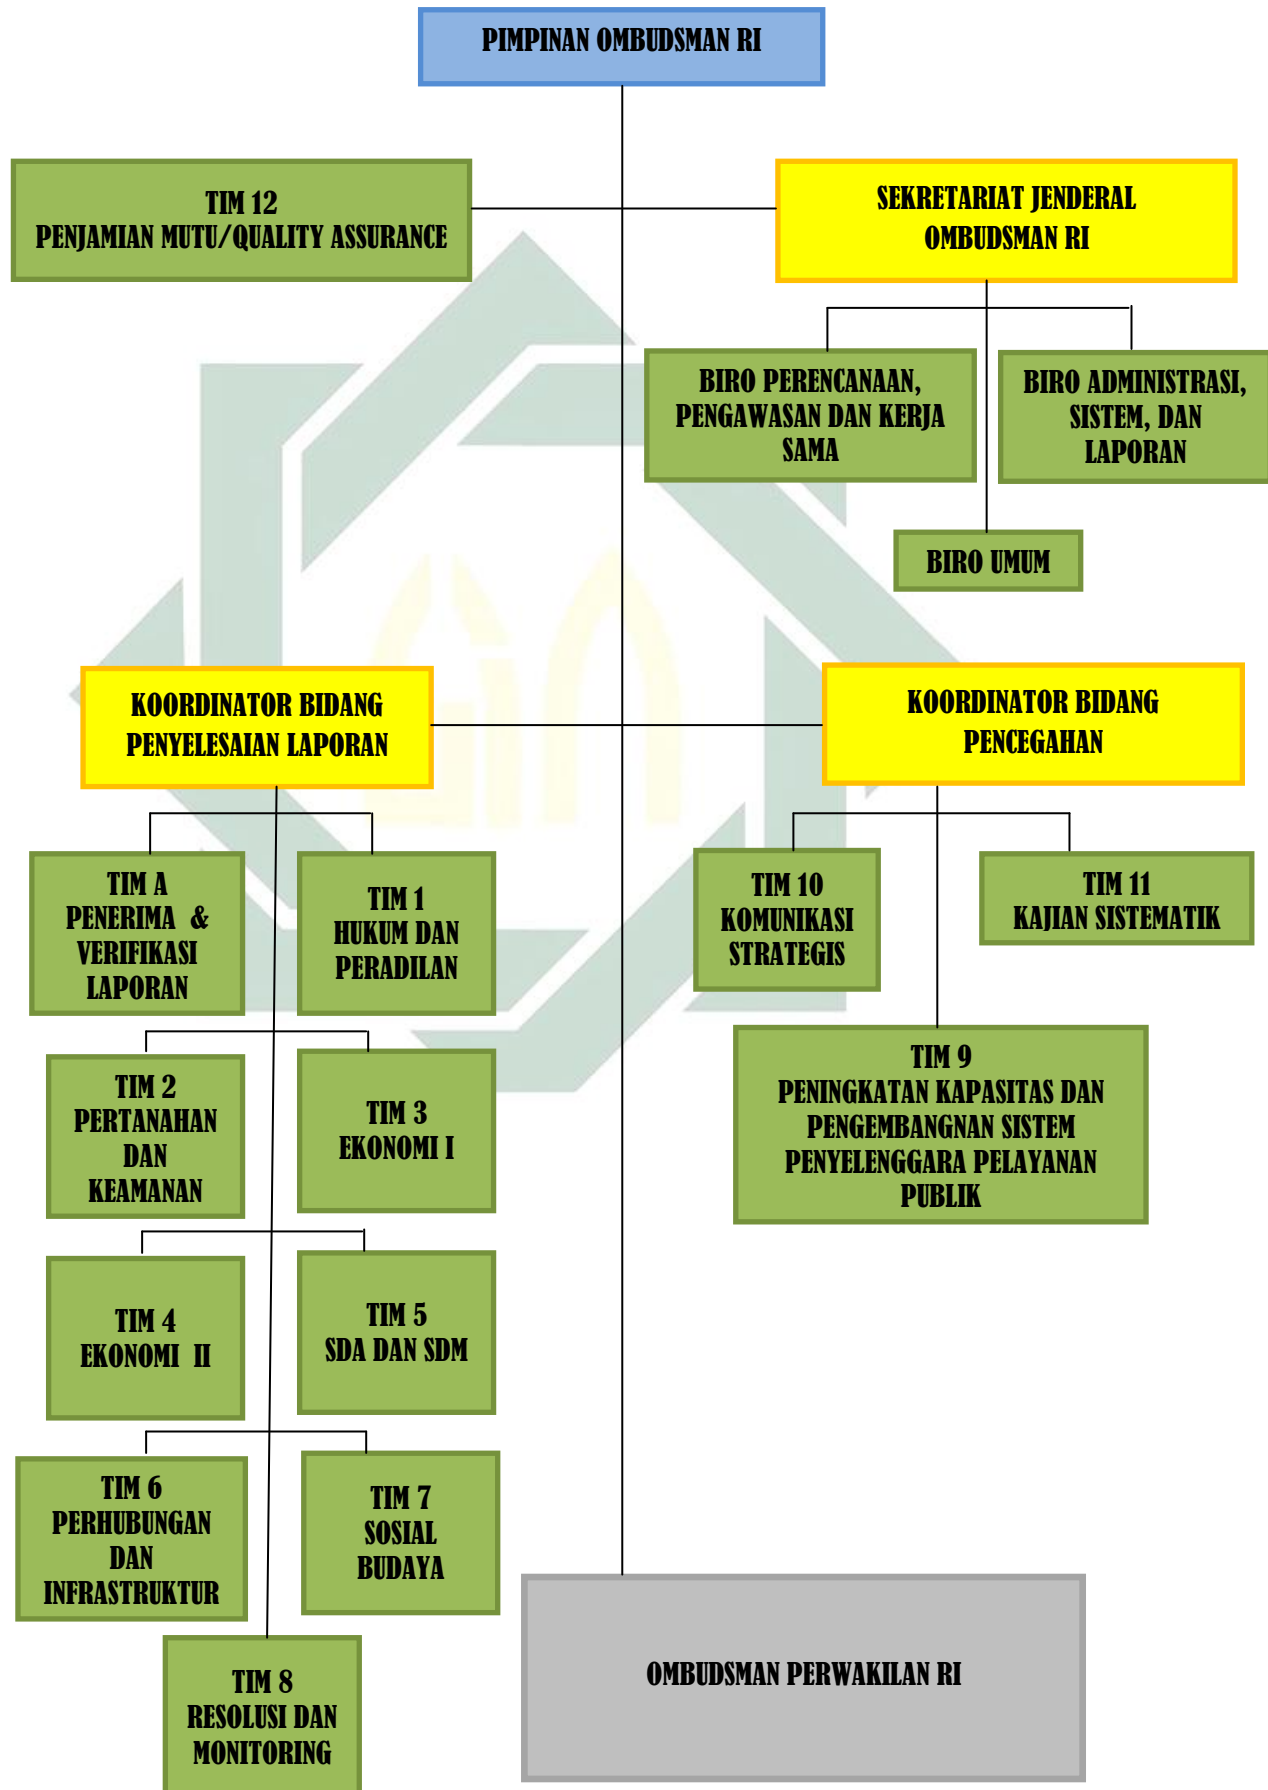 PIMPINAN OMBUDSMAN RI
TIM 12
PENJAMIAN MUTU/QUALITY ASSURANCE
SEKRETARIAT JENDERAL
OMBUDSMAN RI
BIRO PERENCANAAN,
PENGAWASAN DAN KERJA
SAMA
BIRO ADMINISTRASI,
SISTEM, DAN
LAPORAN
BIRO UMUM
KOORDINATOR BIDANG
PENYELESAIAN LAPORAN
KOORDINATOR BIDANG
PENCEGAHAN
TIM A
PENERIMA & 
VERIFIKASI
LAPORAN
TIM 1
HUKUM DAN
PERADILAN
TIM 10
KOMUNIKASI
STRATEGIS
TIM 11
KAJIAN SISTEMATIK
TIM 2
PERTANAHAN
DAN
KEAMANAN
TIM 3
EKONOMI I
TIM 9
PENINGKATAN KAPASITAS DAN
PENGEMBANGNAN SISTEM
PENYELENGGARA PELAYANAN
PUBLIK
TIM 4
EKONOMI II
TIM 5
SDA DAN SDM
TIM 6
PERHUBUNGAN
DAN
INFRASTRUKTUR
TIM 7
SOSIAL
BUDAYA
TIM 8
RESOLUSI DAN
MONITORING
OMBUDSMAN PERWAKILAN RI